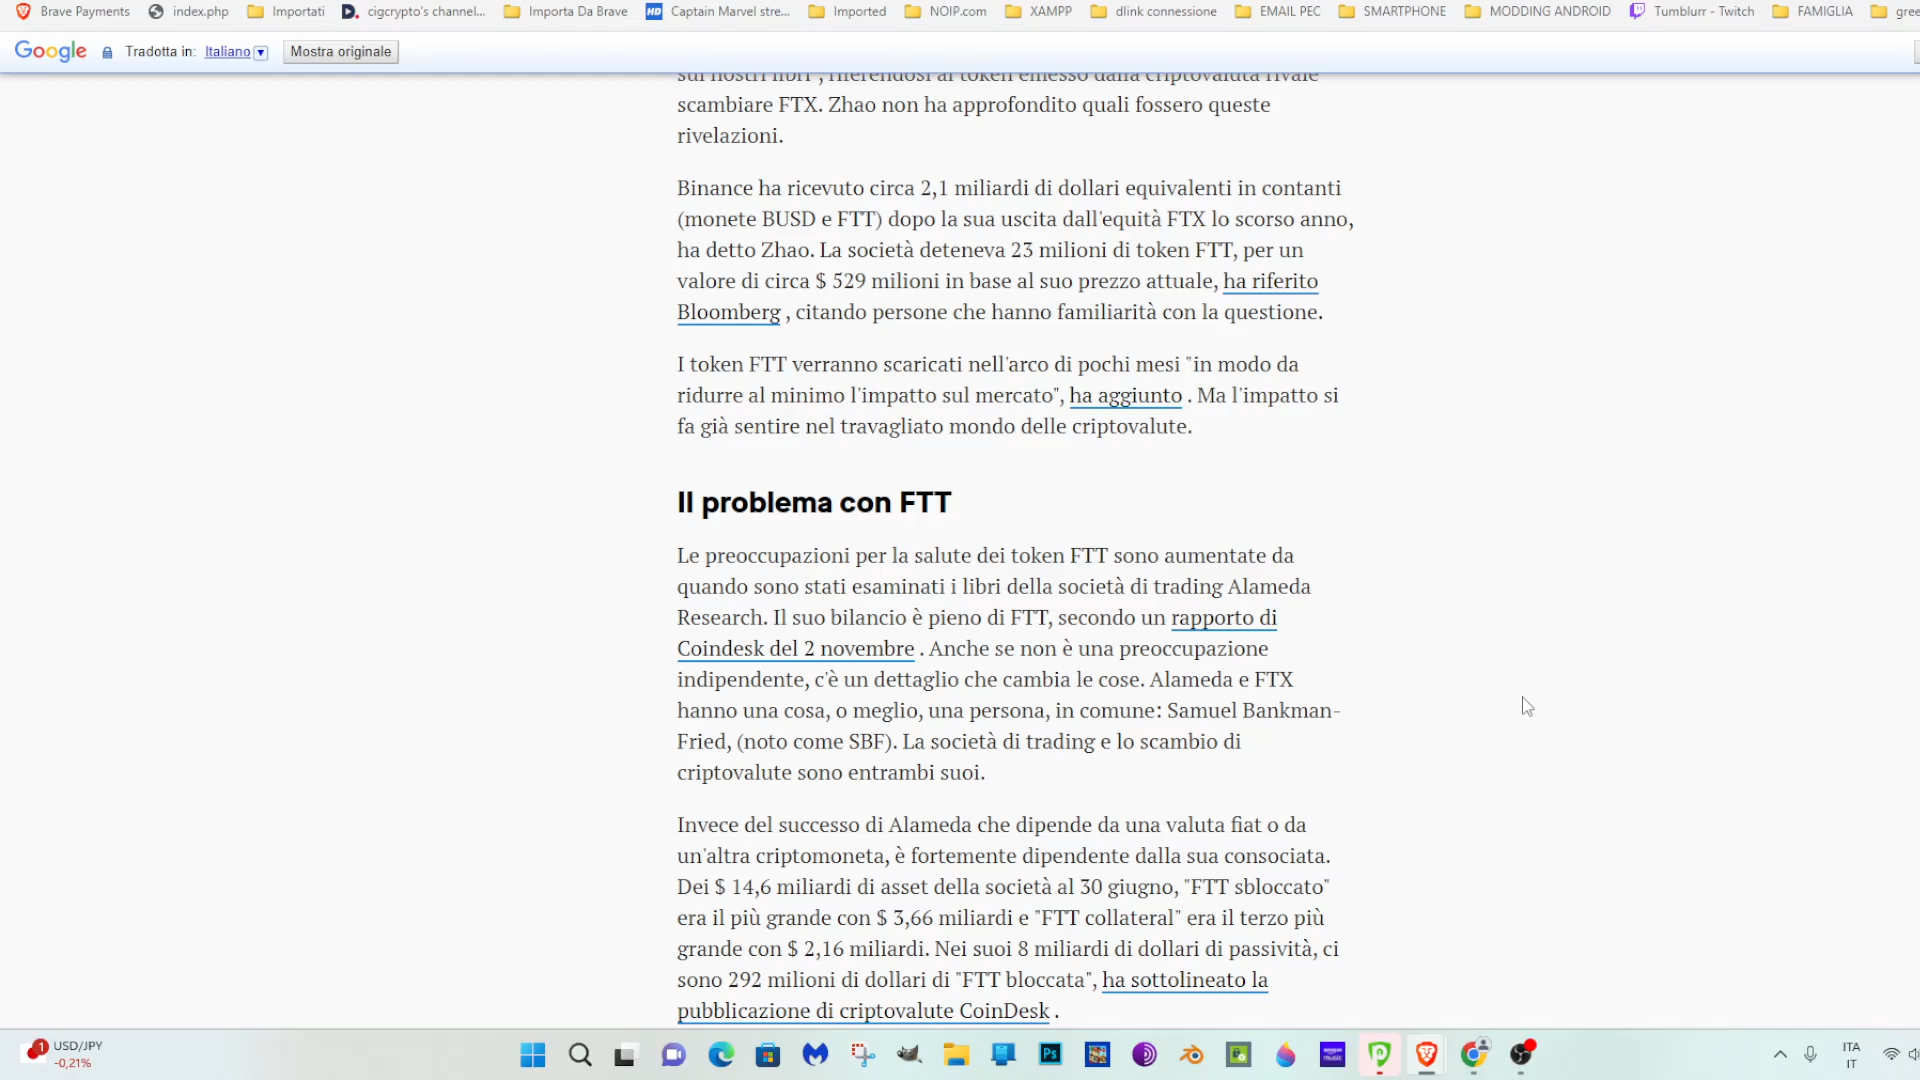 Brave Payments index.php Importati cigcrypto's channel... Importa Da Brave HD Captain Marvel stre... Imported NOIP.com XAMPP dlink connessione EMAIL PEC SMARTPHONE MODDING ANDROID Tumblurr - Twitch FAMIGLIA gree
Google Tradotta in: Italiano Mostra originale
sui nostri libri", riferendosi al token emesso dalla criptovaluta rivale
scambiare FTX. Zhao non ha approfondito quali fossero queste
rivelazioni.
Binance ha ricevuto circa 2,1 miliardi di dollari equivalenti in contanti
(monete BUSD e FTT) dopo la sua uscita dall'equità FTX lo scorso anno,
ha detto Zhao. La società deteneva 23 milioni di token FTT, per un
valore di circa $ 529 milioni in base al suo prezzo attuale, ha riferito
Bloomberg , citando persone che hanno familiarità con la questione.
I token FTT verranno scaricati nell'arco di pochi mesi "in modo da
ridurre al minimo l'impatto sul mercato", ha aggiunto . Ma l'impatto si
fa già sentire nel travagliato mondo delle criptovalute.
Il problema con FTT
Le preoccupazioni per la salute dei token FTT sono aumentate da
quando sono stati esaminati i libri della società di trading Alameda
Research. Il suo bilancio è pieno di FTT, secondo un rapporto di
Coindesk del 2 novembre . Anche se non è una preoccupazione
indipendente, c'è un dettaglio che cambia le cose. Alameda e FTX
hanno una cosa, o meglio, una persona, in comune: Samuel Bankman-
Fried, (noto come SBF). La società di trading e lo scambio di
criptovalute sono entrambi suoi.
Invece del successo di Alameda che dipende da una valuta fiat o da
un'altra criptomoneta, è fortemente dipendente dalla sua consociata.
Dei $ 14,6 miliardi di asset della società al 30 giugno, "FTT sbloccato"
era il più grande con $ 3,66 miliardi e "FTT collateral" era il terzo più
grande con $ 2,16 miliardi. Nei suoi 8 miliardi di dollari di passività, ci
sono 292 milioni di dollari di "FTT bloccata", ha sottolineato la
pubblicazione di criptovalute CoinDesk .
1 USD/JPY
-0,21%
Ps
ITA
IT